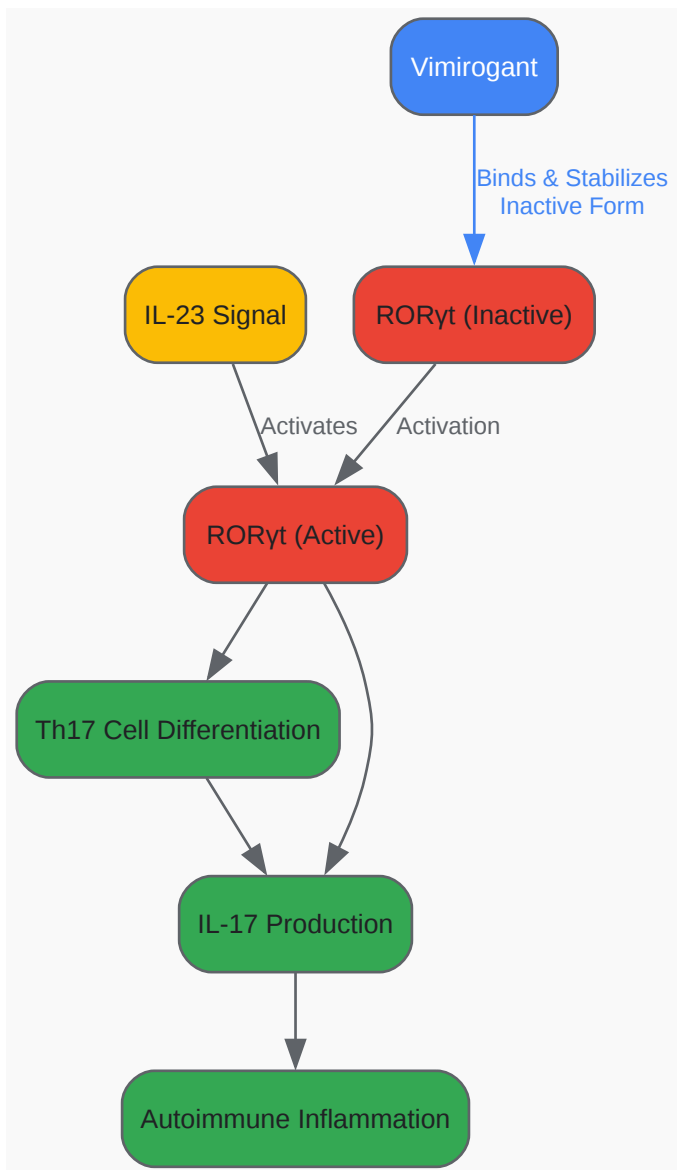 Vimirogant
Binds & Stabilizes
Inactive Form
IL-23 Signal
RORγt (Inactive)
Activates
Activation
RORγt (Active)
Th17 Cell Differentiation
IL-17 Production
Autoimmune Inflammation